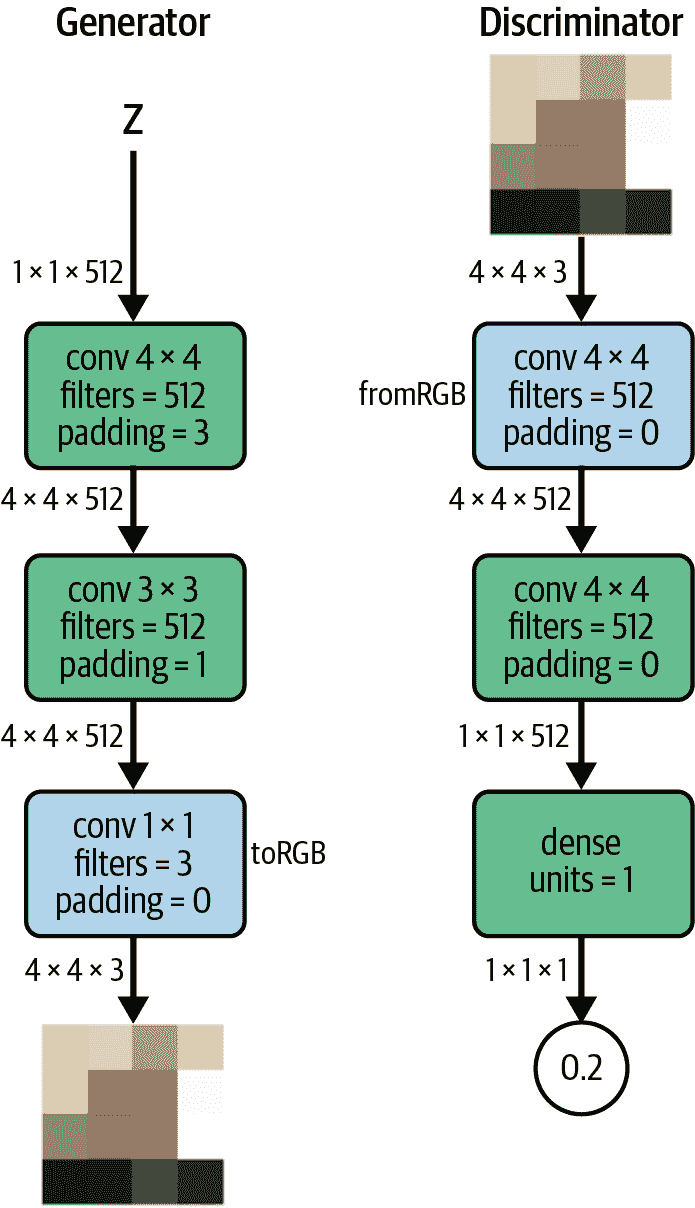 Generator
Z
1 × 1 × 512
conv 4 × 4
filters = 512
padding = 3
4 × 4 × 512
conv 3 × 3
filters = 512
padding = 1
4 × 4 × 512
conv 1 × 1
filters = 3
padding = 0
toRGB
4 × 4 × 3
Discriminator
4 × 4 × 3
fromRGB
conv 4 × 4
filters = 512
padding = 0
4 × 4 × 512
conv 4 × 4
filters = 512
padding = 0
1 × 1 × 512
dense
units = 1
1 × 1 × 1
0.2